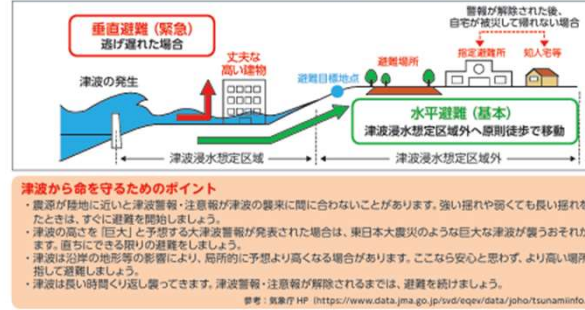 垂直避難（緊急）
逃げ遅れた場合
津波の発生
丈夫な
高い建物
避難目標地点
避難場所
警報が解除された後、
自宅が被災して帰れない場合
指定避難所
知人宅等
水平避難（基本）
津波浸水想定区域外へ原則徒歩で移動
津波浸水想定区域
津波浸水想定区域外
津波から命を守るためのポイント
・震源が陸地に近いと津波警報・注意報が津波の襲来に間に合わないことがあります。強い揺れや弱くても長い揺れを
たときは、すぐに避難を開始しましょう。
・津波の高さを「巨大」と予想する大津波警報が発表された場合は、東日本大震災のような巨大な津波が襲うおそれが
ます。直ちにできる限りの避難をしましょう。
・津波は沿岸の地形等の影響により、局所的に予想より高くなる場合があります。ここなら安心と思わず、より高い場所
指して避難しましょう。
・津波は長い時間くり返し襲ってきます。津波警報・注意報が解除されるまでは、避難を続けましょう。
参考：気象庁 HP（https://www.data.jma.go.jp/svd/eqev/data/joho/tsunamiinfo.